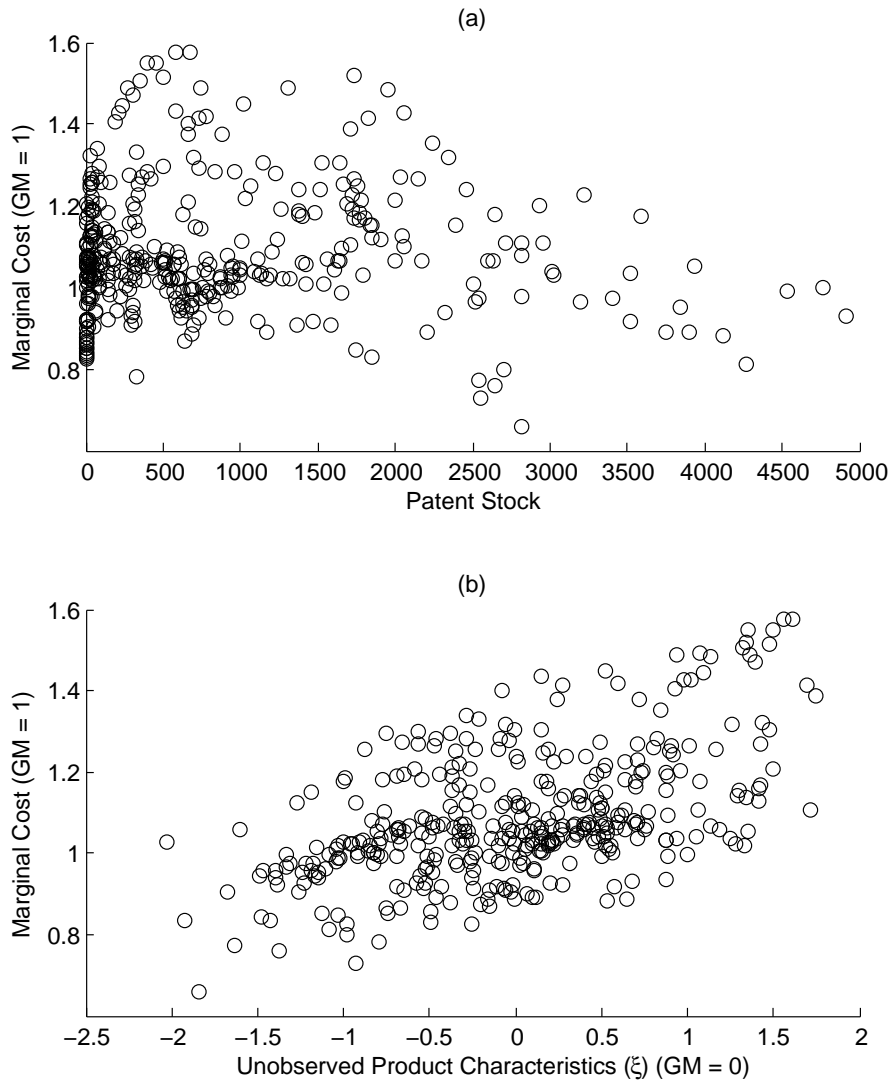 (a)
1.6
1.4
1.2
1
0.8
Marginal Cost (GM = 1)
0 500 1000 1500 2000 2500 3000 3500 4000 4500 5000
Patent Stock
(b)
1.6
1.4
1.2
1
0.8
Marginal Cost (GM = 1)
−2.5 −2 −1.5 −1 −0.5 0 0.5 1 1.5 2
Unobserved Product Characteristics (ξ) (GM = 0)